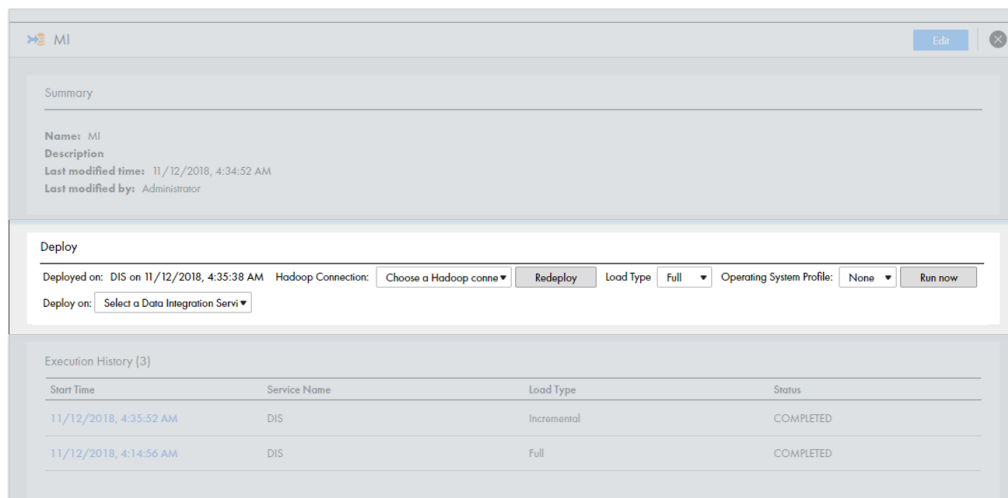 MI Edit
Summary
Name: MI
Description
Last modified time: 11/12/2018, 4:34:52 AM
Last modified by: Administrator
Deploy
Deployed on: DIS on 11/12/2018, 4:35:38 AM Hadoop Connection: Choose a Hadoop conne Redeploy Load Type Full Operating System Profile: None Run now
Deploy on: Select a Data Integration Servi
Execution History (3)
Start Time Service Name Load Type Status
11/12/2018, 4:35:52 AM DIS Incremental COMPLETED
11/12/2018, 4:14:56 AM DIS Full COMPLETED